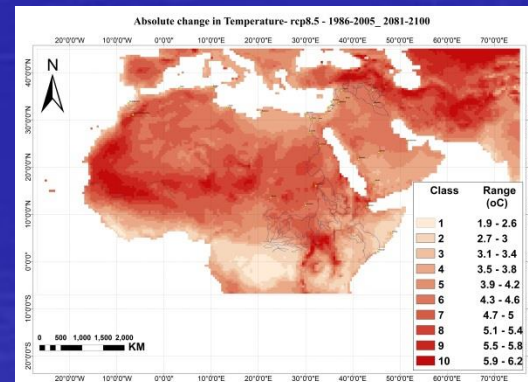 Absolute change in Temperature- rcp8.5 - 1986-2005_ 2081-2100
20°0'0"W 10°0'0"W 0°0'0" 10°0'0"E 20°0'0"E 30°0'0"E 40°0'0"E 50°0'0"E 60°0'0"E 70°0'0"E
40°0'0"N
30°0'0"N
20°0'0"N
10°0'0"N
0°0'0"
10°0'0"S
20°0'0"S
N
Class Range
(oC)
1 1.9 - 2.6
2 2.7 - 3
3 3.1 - 3.4
4 3.5 - 3.8
5 3.9 - 4.2
6 4.3 - 4.6
7 4.7 - 5
8 5.1 - 5.4
9 5.5 - 5.8
10 5.9 - 6.2
0 500 1,000 1,500 2,000
KM
20°0'0"W 10°0'0"W 0°0'0" 10°0'0"E 20°0'0"E 30°0'0"E 40°0'0"E 50°0'0"E 60°0'0"E 70°0'0"E